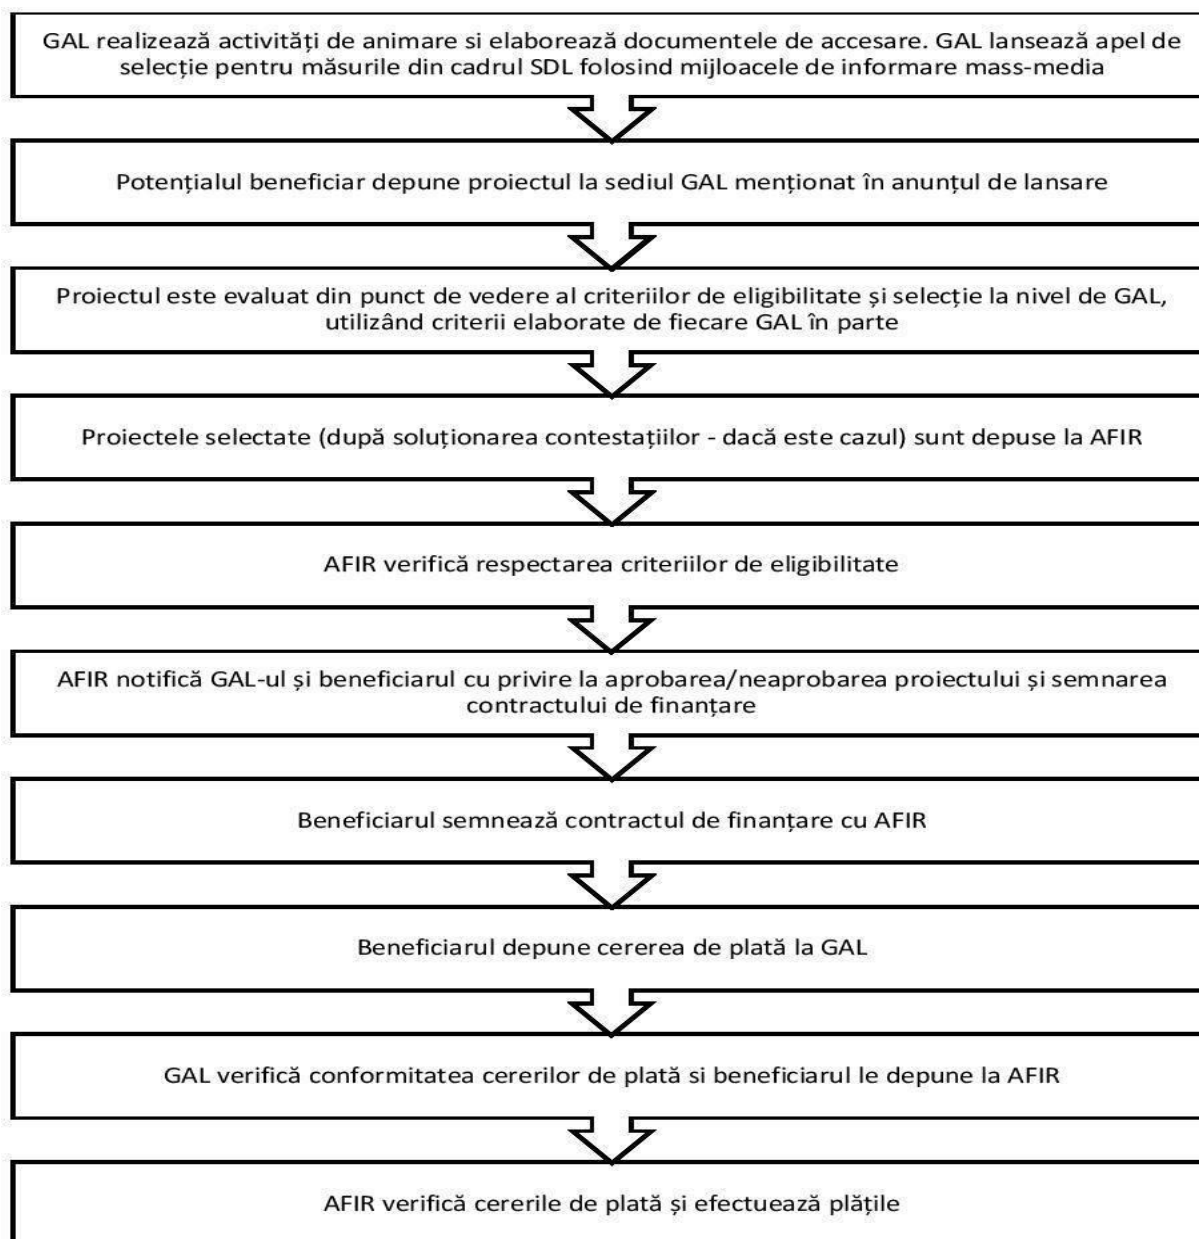 GAL realizează activități de animare si elaborează documentele de accesare. GAL lansează apel de
selecție pentru măsurile din cadrul SDL folosind mijloacele de informare mass-media
Potențialul beneficiar depune proiectul la sediul GAL menționat în anunțul de lansare
Proiectul este evaluat din punct de vedere al criteriilor de eligibilitate și selecție la nivel de GAL,
utilizând criterii elaborate de fiecare GAL în parte
Proiectele selectate (după soluționarea contestațiilor - dacă este cazul) sunt depuse la AFIR
AFIR verifică respectarea criteriilor de eligibilitate
AFIR notifică GAL-ul și beneficiarul cu privire la aprobarea/neaprobarea proiectului și semnarea
contractului de finanțare
Beneficiarul semnează contractul de finanțare cu AFIR
Beneficiarul depune cererea de plată la GAL
GAL verifică conformitatea cererilor de plată si beneficiarul le depune la AFIR
AFIR verifică cererile de plată și efectuează plățile